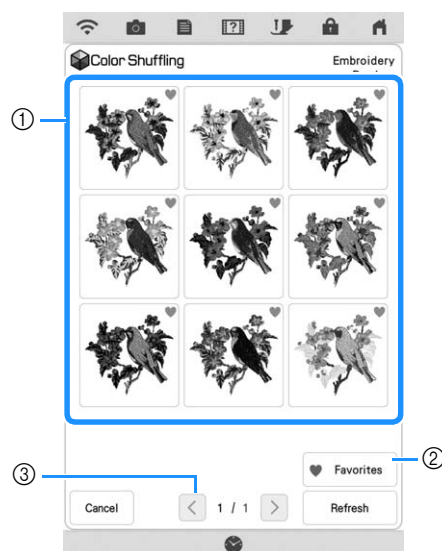 Color Shuffling
Embroidery
①
②
③
Favorites
Cancel
1 / 1
Refresh